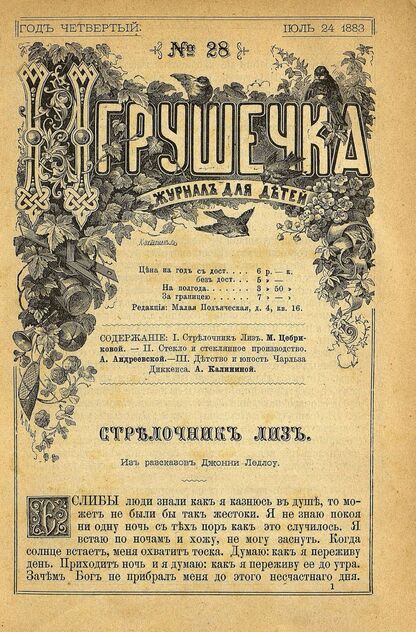 ГОДЪ ЧЕТВЕРТЫЙ.
ІЮЛЬ 24 1883
№ 28
ИГРУШЕЧКА
ЖУРНАЛЪ ДЛЯ ДѢТЕЙ
Цѣна на годъ съ дост. . . . 6 р. — к.
безъ дост. . 5 » — »
На полгода. . . . . . . 3 » 50 »
За границею . . . . . . 7 » — »
Редакція: Малая Подъяческая, д. 4, кв. 16.
СОДЕРЖАНІЕ: I. Стрѣлочникъ Лизъ. М. Цебри-
ковой. — II. Стекло и стеклянное производство.
А. Андреевской.—III. Дѣтство и юность Чарльза
Диккенса. А. Калининой.
СТРѢЛОЧНИКЪ ЛИЗЪ.
Изъ разсказовъ Джонни Ледлоу.
ЕСЛИБЫ люди знали какъ я казнюсь въ душѣ, то мо-
жетъ не были бы такъ жестоки. Я не знаю покоя
ни одну ночь съ тѣхъ поръ какъ это случилось. Я
встаю по ночамъ и хожу, не могу заснуть. Когда
солнце встаетъ, меня охватитъ тоска. Думаю: какъ я переживу
день. Приходитъ ночь и я думаю: какъ я переживу ее до утра.
Зачѣмъ Богъ не прибралъ меня до этого несчастнаго дня.
1